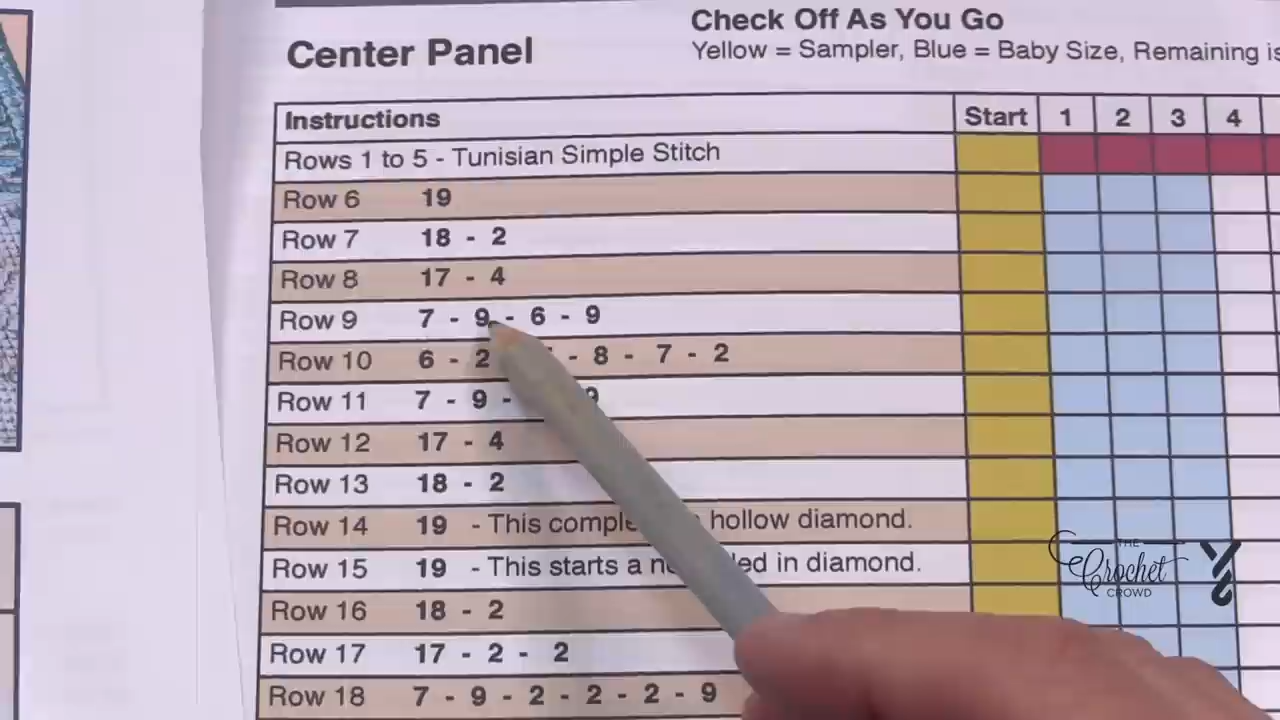 Check Off As You Go
Center Panel
Yellow = Sampler, Blue = Baby Size, Remaining is
Instructions Start 1 2 3 4
Rows 1 to 5 - Tunisian Simple Stitch
Row 6 19
Row 7 18 - 2
Row 8 17 - 4
Row 9 7 - 9 - 6 - 9
Row 10 6 - 2 - 8 - 7 - 2
Row 11 7 - 9 - 9
Row 12 17 - 4
Row 13 18 - 2
Row 14 19 - This hollow diamond.
Row 15 19 - This starts a in diamond.
Row 16 18 - 2
Row 17 17 - 2 - 2
Row 18 7 - 9 - 2 - 2 - 2 - 9
THE
Crochet
CROWD